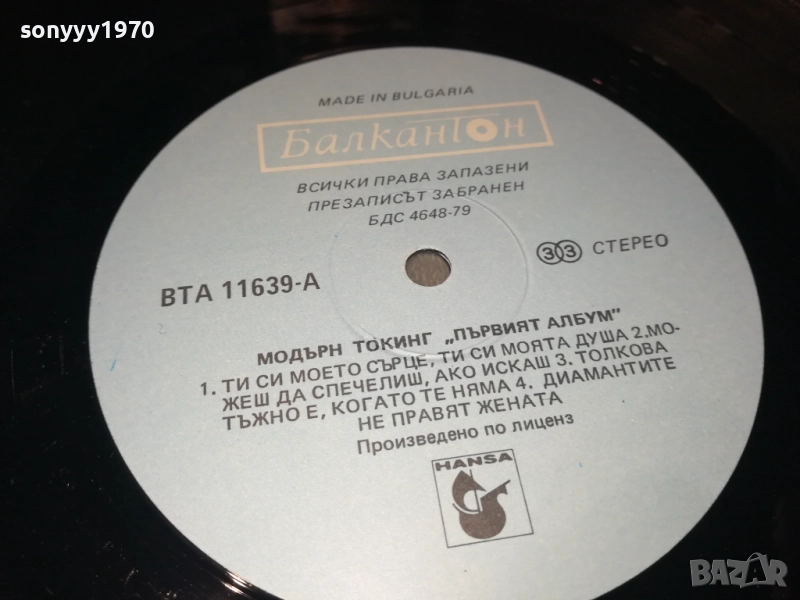 sonyyy1970
MADE IN BULGARIA
БалканТон
ВСИЧКИ ПРАВА ЗАПАЗЕНИ
ПРЕЗАПИСЪТ ЗАБРАНЕН
БДС 4648-79
33 СТЕРЕО
ВТА 11639-А
МОДЪРН ТОКИНГ „ПЪРВИЯТ АЛБУМ"
1. ТИ СИ МОЕТО СЪРЦЕ, ТИ СИ МОЯТА ДУША 2.МО-
ЖЕШ ДА СПЕЧЕЛИШ, АКО ИСКАШ 3. ТОЛКОВА
ТЪЖНО Е, КОГАТО ТЕ НЯМА 4. ДИАМАНТИТЕ
НЕ ПРАВЯТ ЖЕНАТА
Произведено по лиценз
HANSA
BAZAR